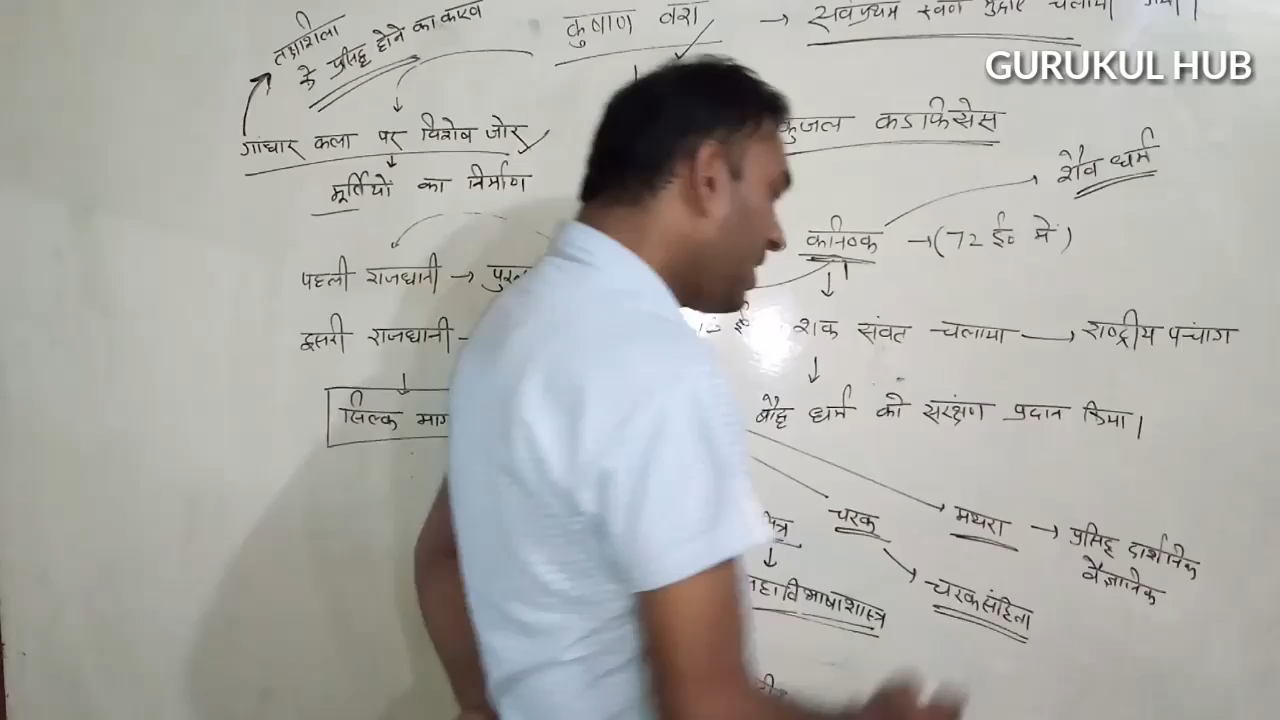 तक्षशिला
के प्रसिद्ध होने का कारण
कुषाण वंश → सर्वप्रथम स्वर्ण मुद्राएं चलाया गया।
GURUKUL HUB
गांधार कला पर विशेष जोर
कुजल कडफिसेस
मूर्तियों का निर्माण
शैव धर्म
कनिष्क → (72 ई० में)
पहली राजधानी →
दूसरी राजधानी
शक संवत चलाया → राष्ट्रीय पंचांग
सिल्क
बौद्ध धर्म को संरक्षण प्रदान किया।
चरक
मथरा → प्रसिद्ध दार्शनिक
वैज्ञानिक
महाविभाषाशास्त्र
चरकसंहिता